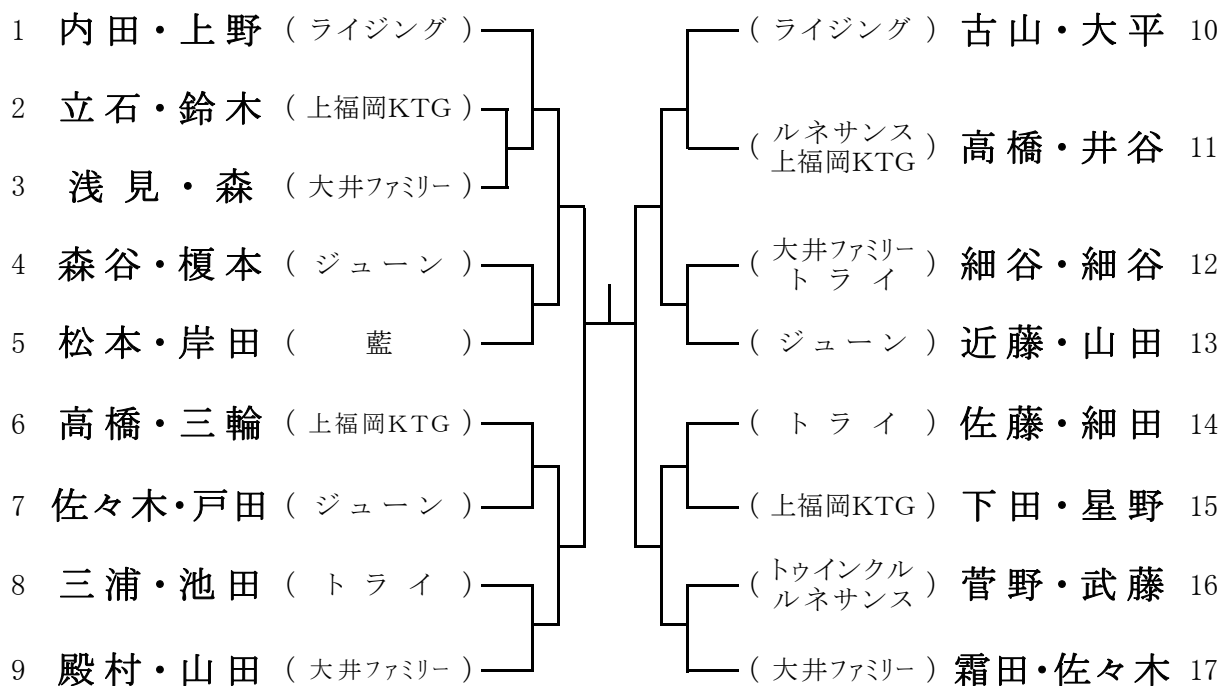 1 内田・上野 (ライジング)
2 立石・鈴木 (上福岡KTG)
3 浅見・森 (大井ファミリー)
4 森谷・榎本 (ジューン)
5 松本・岸田 (藍)
6 高橋・三輪 (上福岡KTG)
7 佐々木・戸田 (ジューン)
8 三浦・池田 (トライ)
9 殿村・山田 (大井ファミリー)
(ライジング) 古山・大平 10
(ルネサンス
上福岡KTG) 高橋・井谷 11
(大井ファミリー
トライ) 細谷・細谷 12
(ジューン) 近藤・山田 13
(トライ) 佐藤・細田 14
(上福岡KTG) 下田・星野 15
(トゥインクル
ルネサンス) 菅野・武藤 16
(大井ファミリー) 霜田・佐々木 17